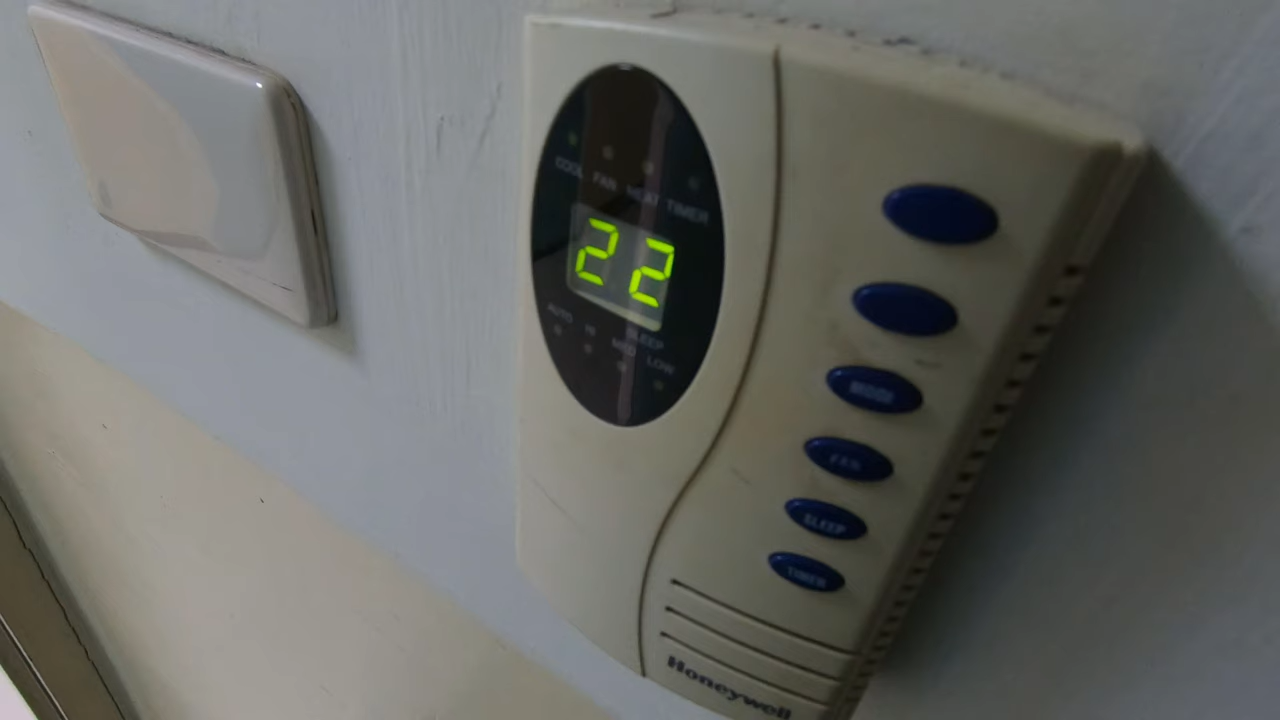 COOL FAN HEAT TIMER
22
AUTO HI MED LOW
SLEEP
MODE
FAN
SLEEP
TIMER
Honeywell